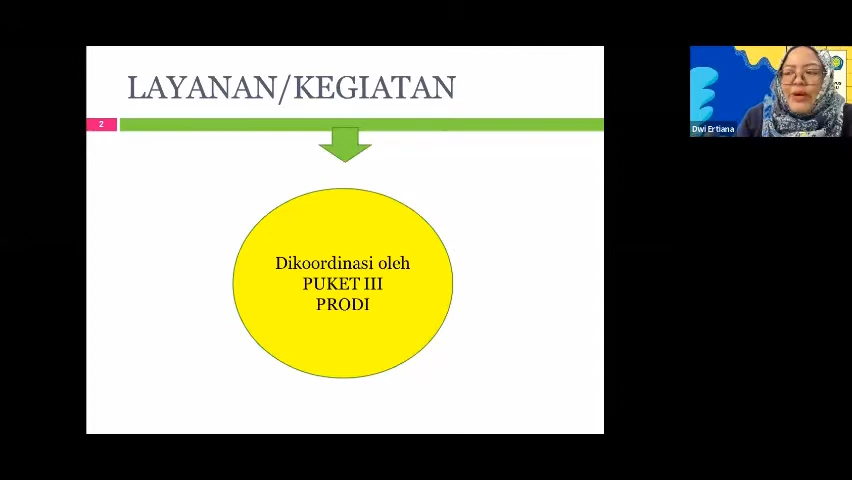 LAYANAN/KEGIATAN
2
Dikoordinasi oleh
PUKET III
PRODI
Dwi Ertiana